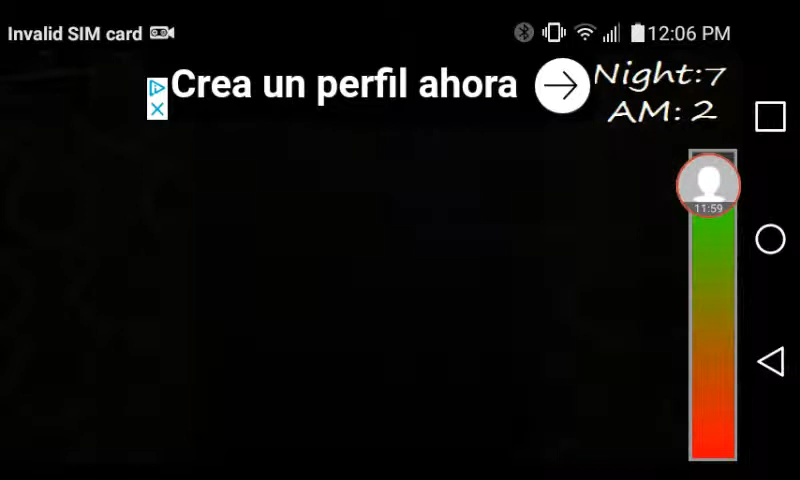 Invalid SIM card
12:06 PM
Crea un perfil ahora
Night:7
AM: 2
11:59